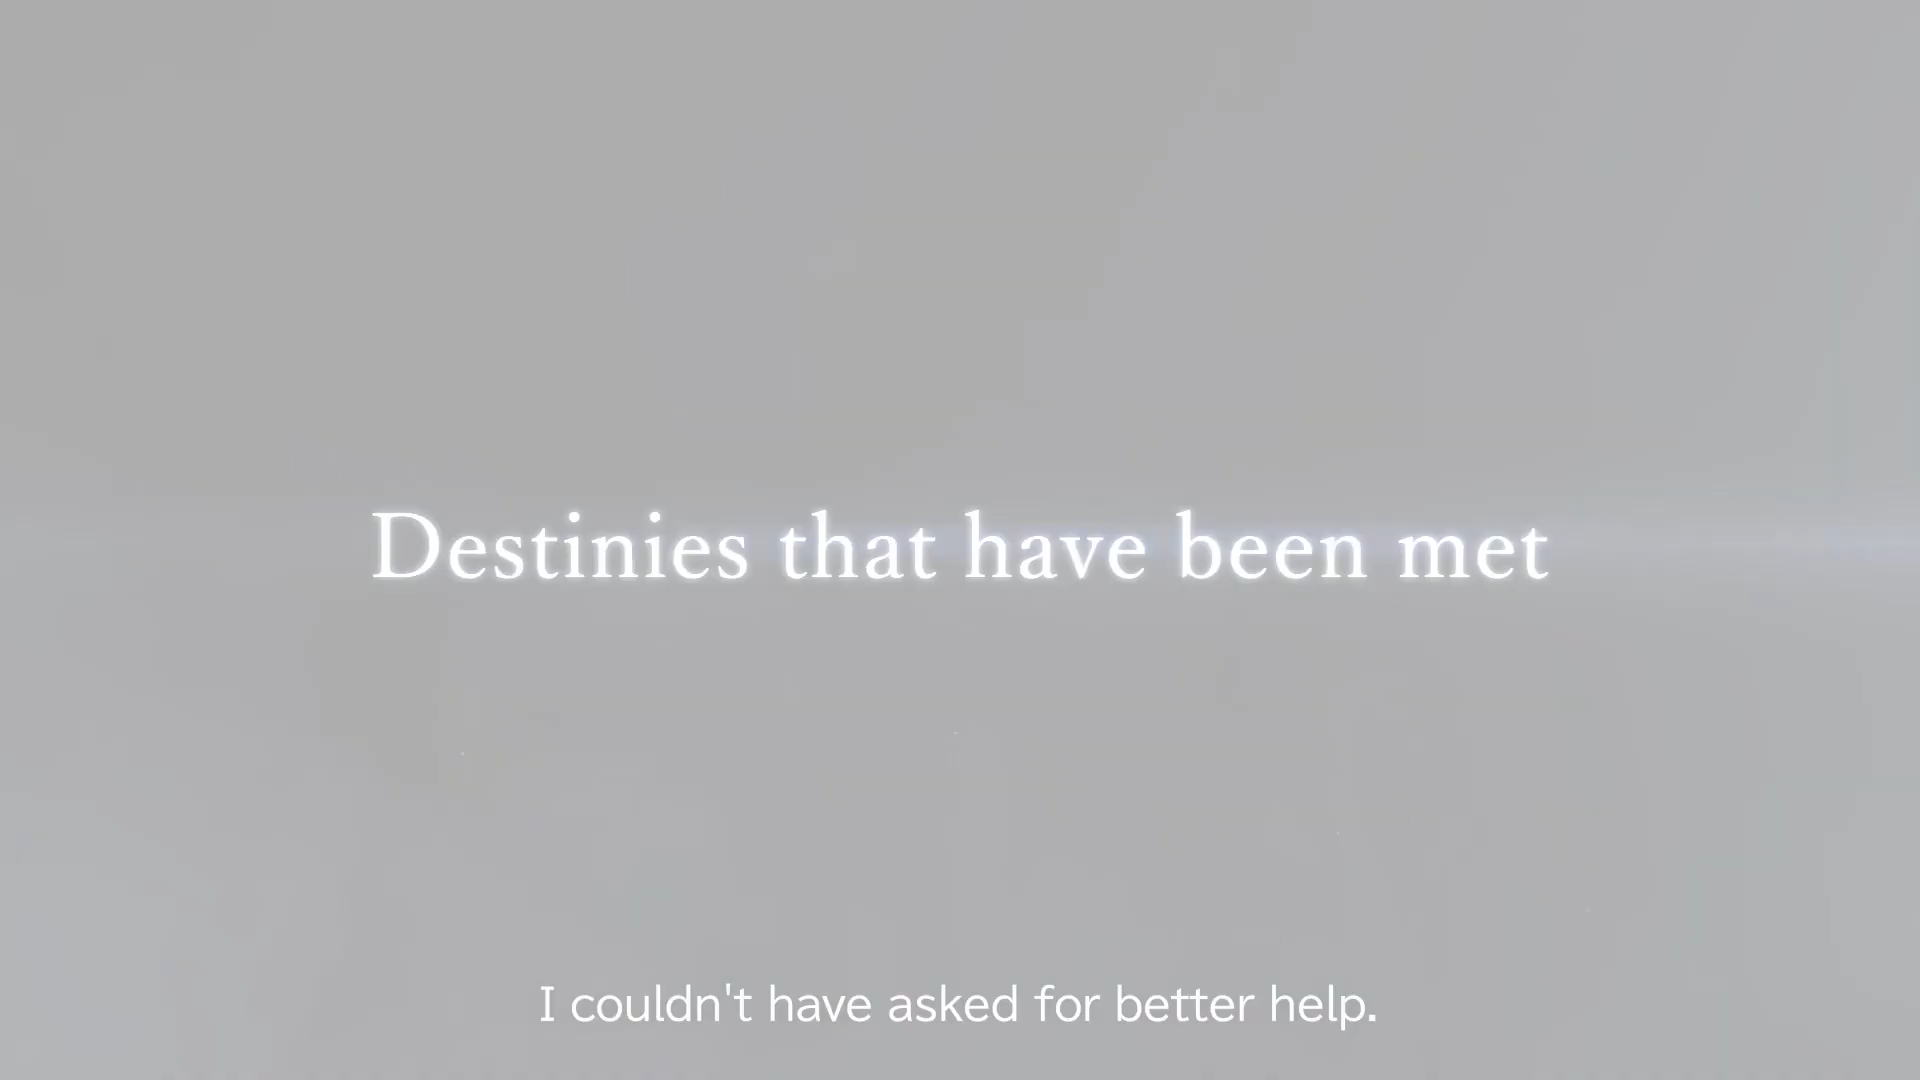 Destinies that have been met
I couldn't have asked for better help.